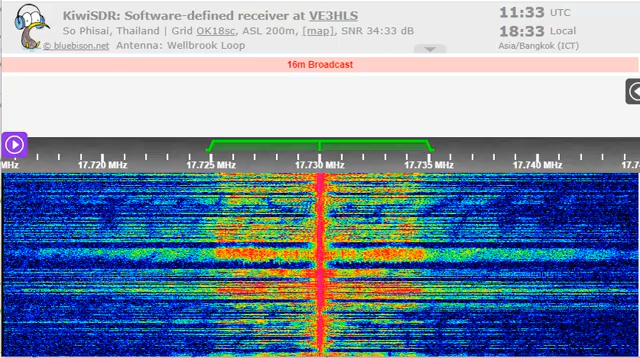 KiwiSDR: Software-defined receiver at VE3HLS
So Phisai, Thailand | Grid OK18sc, ASL 200m, [map], SNR 34:33 dB
© bluebison.net Antenna: Wellbrook Loop
11:33 UTC
18:33 Local
Asia/Bangkok (ICT)
16m Broadcast
MHz 17.720 MHz 17.725 MHz 17.730 MHz 17.735 MHz 17.740 MHz 17.74